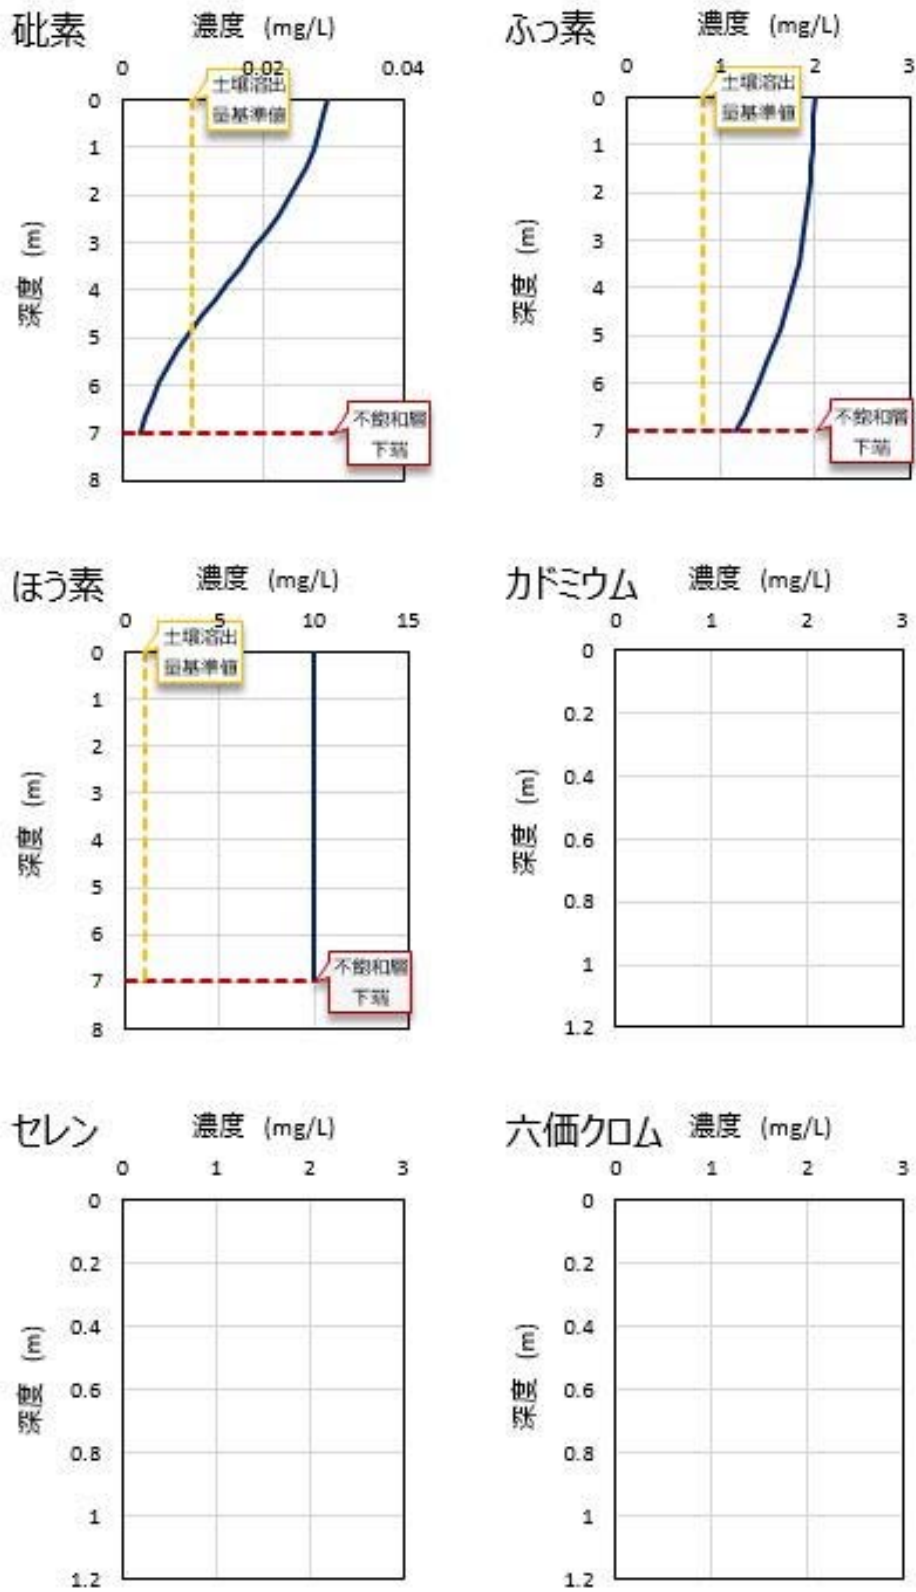 砒素 濃度 (mg/L)
0 0.02 0.04
土壌溶出
量基準値
0
1
2
3
4
5
6
7
8
深度 (m)
不飽和層
下端
ふっ素 濃度 (mg/L)
0 1 2 3
土壌溶出
量基準値
0
1
2
3
4
5
6
7
8
深度 (m)
不飽和層
下端
ほう素 濃度 (mg/L)
0 5 10 15
土壌溶出
量基準値
0
1
2
3
4
5
6
7
8
深度 (m)
不飽和層
下端
カドミウム 濃度 (mg/L)
0 1 2 3
0
0.2
0.4
0.6
0.8
1
1.2
深度 (m)
セレン 濃度 (mg/L)
0 1 2 3
0
0.2
0.4
0.6
0.8
1
1.2
深度 (m)
六価クロム 濃度 (mg/L)
0 1 2 3
0
0.2
0.4
0.6
0.8
1
1.2
深度 (m)